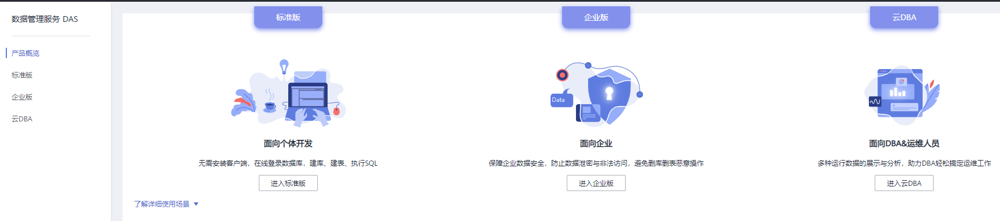 数据管理服务 DAS
产品概览
标准版
企业版
云DBA
标准版
面向个体开发
无需安装客户端，在线登录数据库，建库、建表、执行SQL
进入标准版
企业版
Data
面向企业
保障企业数据安全，防止数据泄密与非法访问，避免删库删表恶意操作
进入企业版
云DBA
面向DBA&运维人员
多种运行数据的展示与分析，助力DBA轻松搞定运维工作
进入云DBA
了解详细使用场景